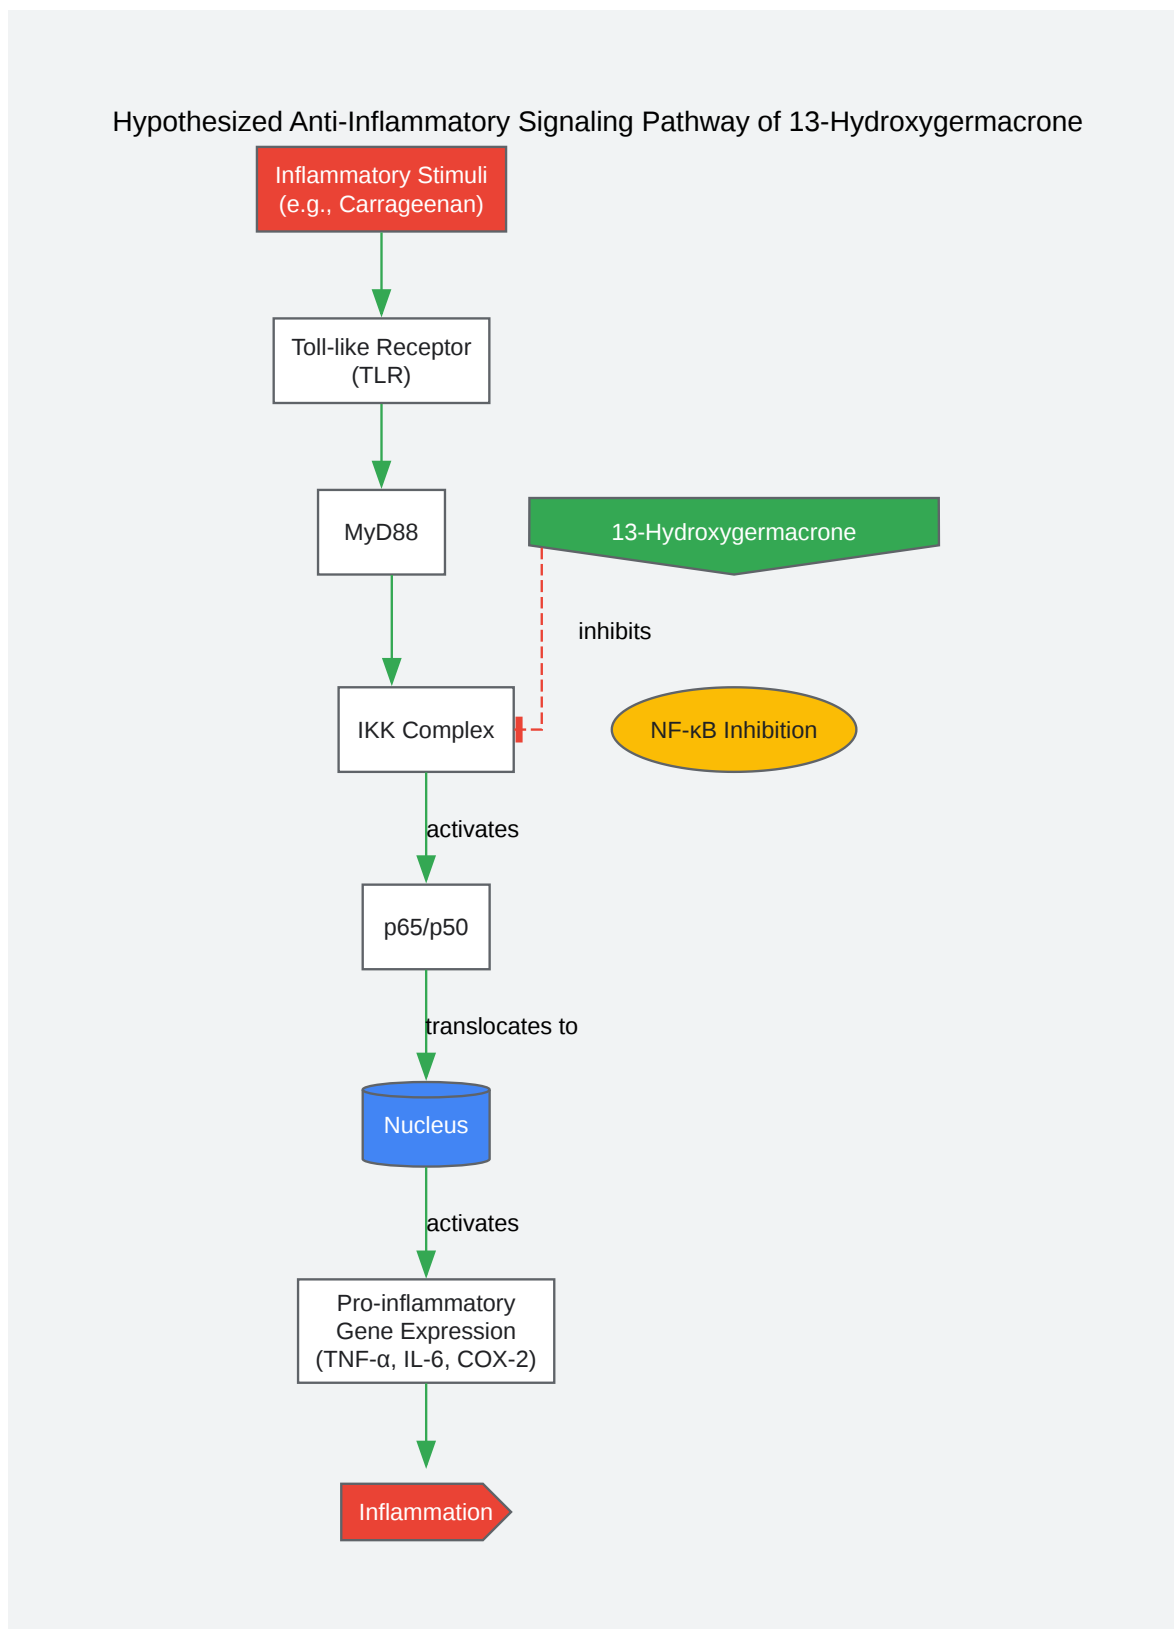 Hypothesized Anti-Inflammatory Signaling Pathway of 13-Hydroxygermacrone
Inflammatory Stimuli
(e.g., Carrageenan)
Toll-like Receptor
(TLR)
MyD88
13-Hydroxygermacrone
inhibits
IKK Complex
NF-κB Inhibition
activates
p65/p50
translocates to
Nucleus
activates
Pro-inflammatory
Gene Expression
(TNF-α, IL-6, COX-2)
Inflammation